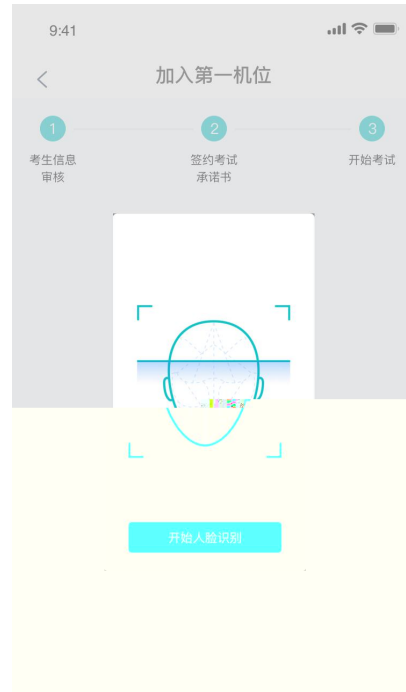 9:41
加入第一机位
1
2
3
考生信息
审核
签约考试
承诺书
开始考试
开始人脸识别